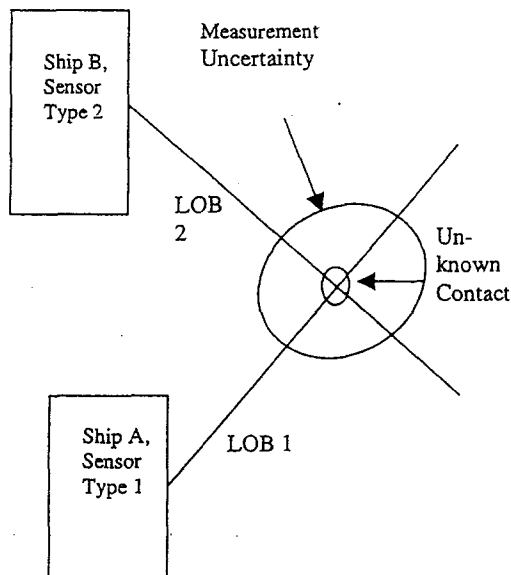 Measurement
Uncertainty
Ship B,
Sensor
Type 2
LOB
2
Un-
known
Contact
Ship A,
Sensor
Type 1
LOB 1